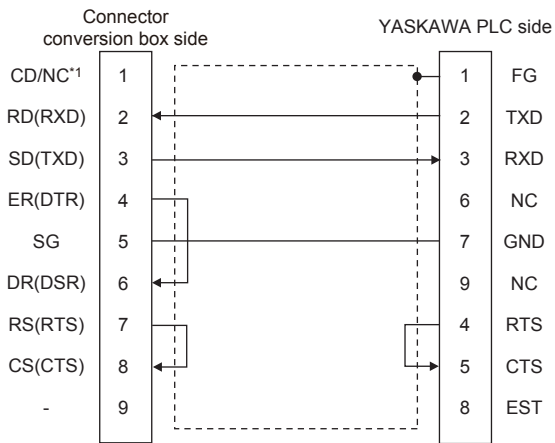 Connector
conversion box side
YASKAWA PLC side
CD/NC*1 1 1 FG
RD(RXD) 2 2 TXD
SD(TXD) 3 3 RXD
ER(DTR) 4 6 NC
SG 5 7 GND
DR(DSR) 6 9 NC
RS(RTS) 7 4 RTS
CS(CTS) 8 5 CTS
- 9 8 EST